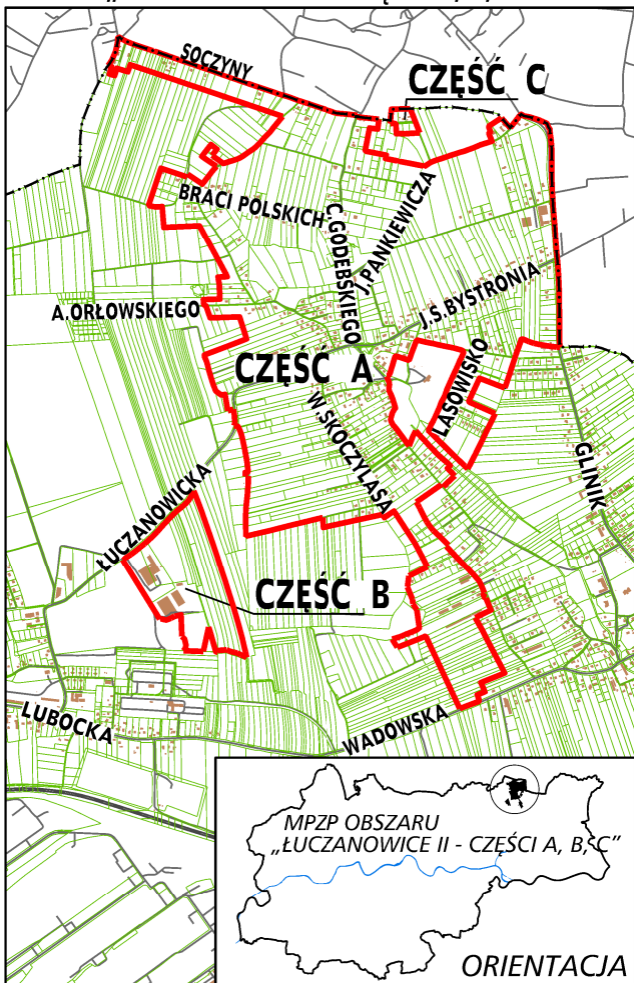 SOCZYNY
CZĘŚĆ C
BRACI POLSKICH
C.GODEBSKIEGO
J.PANKIEWICZA
J.S.BYSTRONIA
A.ORŁOWSKIEGO
CZĘŚĆ A
LASOWISKO
W.SKOCZYLASA
GLINIK
ŁUCZANOWICKA
CZĘŚĆ B
LUBOCKA
WADOWSKA
MPZP OBSZARU
„ŁUCZANOWICE II - CZĘŚCI A, B, C”
ORIENTACJA